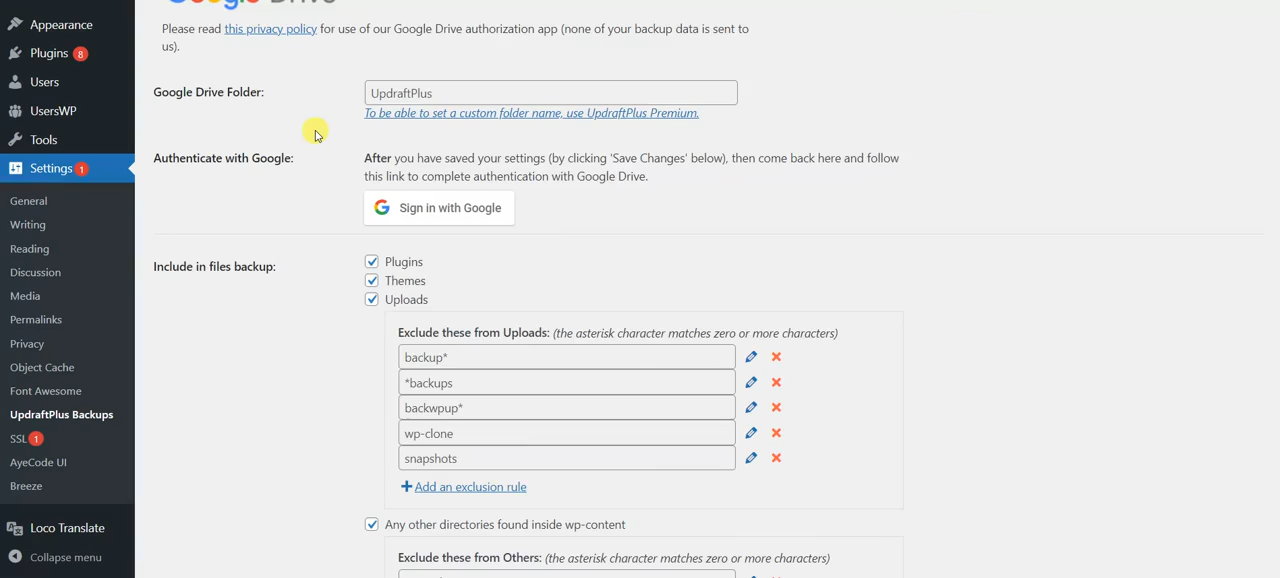 Google Drive
Please read this privacy policy for use of our Google Drive authorization app (none of your backup data is sent to
us).
Google Drive Folder:
UpdraftPlus
To be able to set a custom folder name, use UpdraftPlus Premium.
Authenticate with Google:
After you have saved your settings (by clicking 'Save Changes' below), then come back here and follow
this link to complete authentication with Google Drive.
Sign in with Google
Include in files backup:
Plugins
Themes
Uploads
Exclude these from Uploads: (the asterisk character matches zero or more characters)
backup*
*backups
backwpup*
wp-clone
snapshots
Add an exclusion rule
Any other directories found inside wp-content
Exclude these from Others: (the asterisk character matches zero or more characters)
Appearance
Plugins 8
Users
UsersWP
Tools
Settings 1
General
Writing
Reading
Discussion
Media
Permalinks
Privacy
Object Cache
Font Awesome
UpdraftPlus Backups
SSL 1
AyeCode UI
Breeze
Loco Translate
Collapse menu